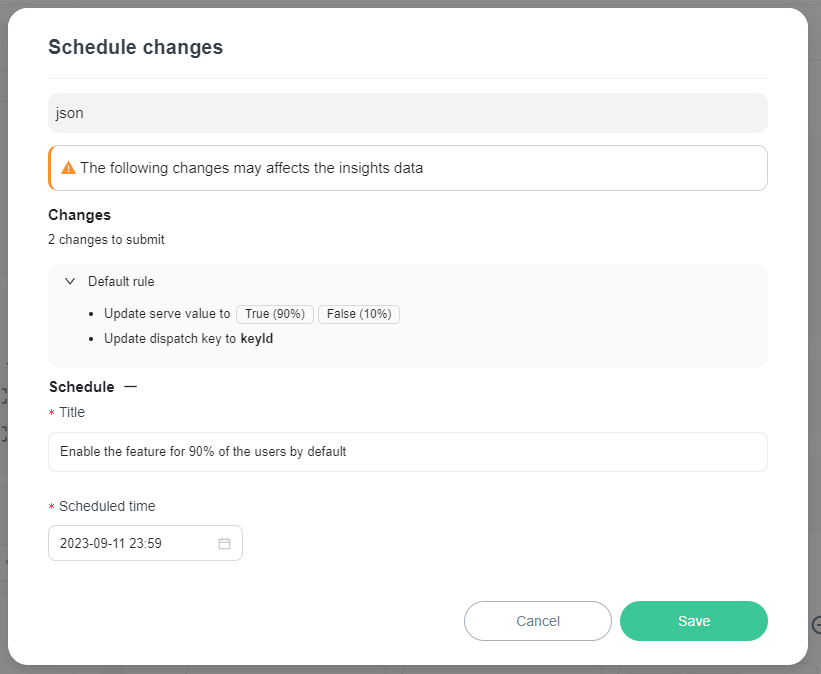 Schedule changes
json
The following changes may affects the insights data
Changes
2 changes to submit
Default rule
Update serve value to True (90%) False (10%)
Update dispatch key to keyId
Schedule
* Title
Enable the feature for 90% of the users by default
* Scheduled time
2023-09-11 23:59
Cancel Save